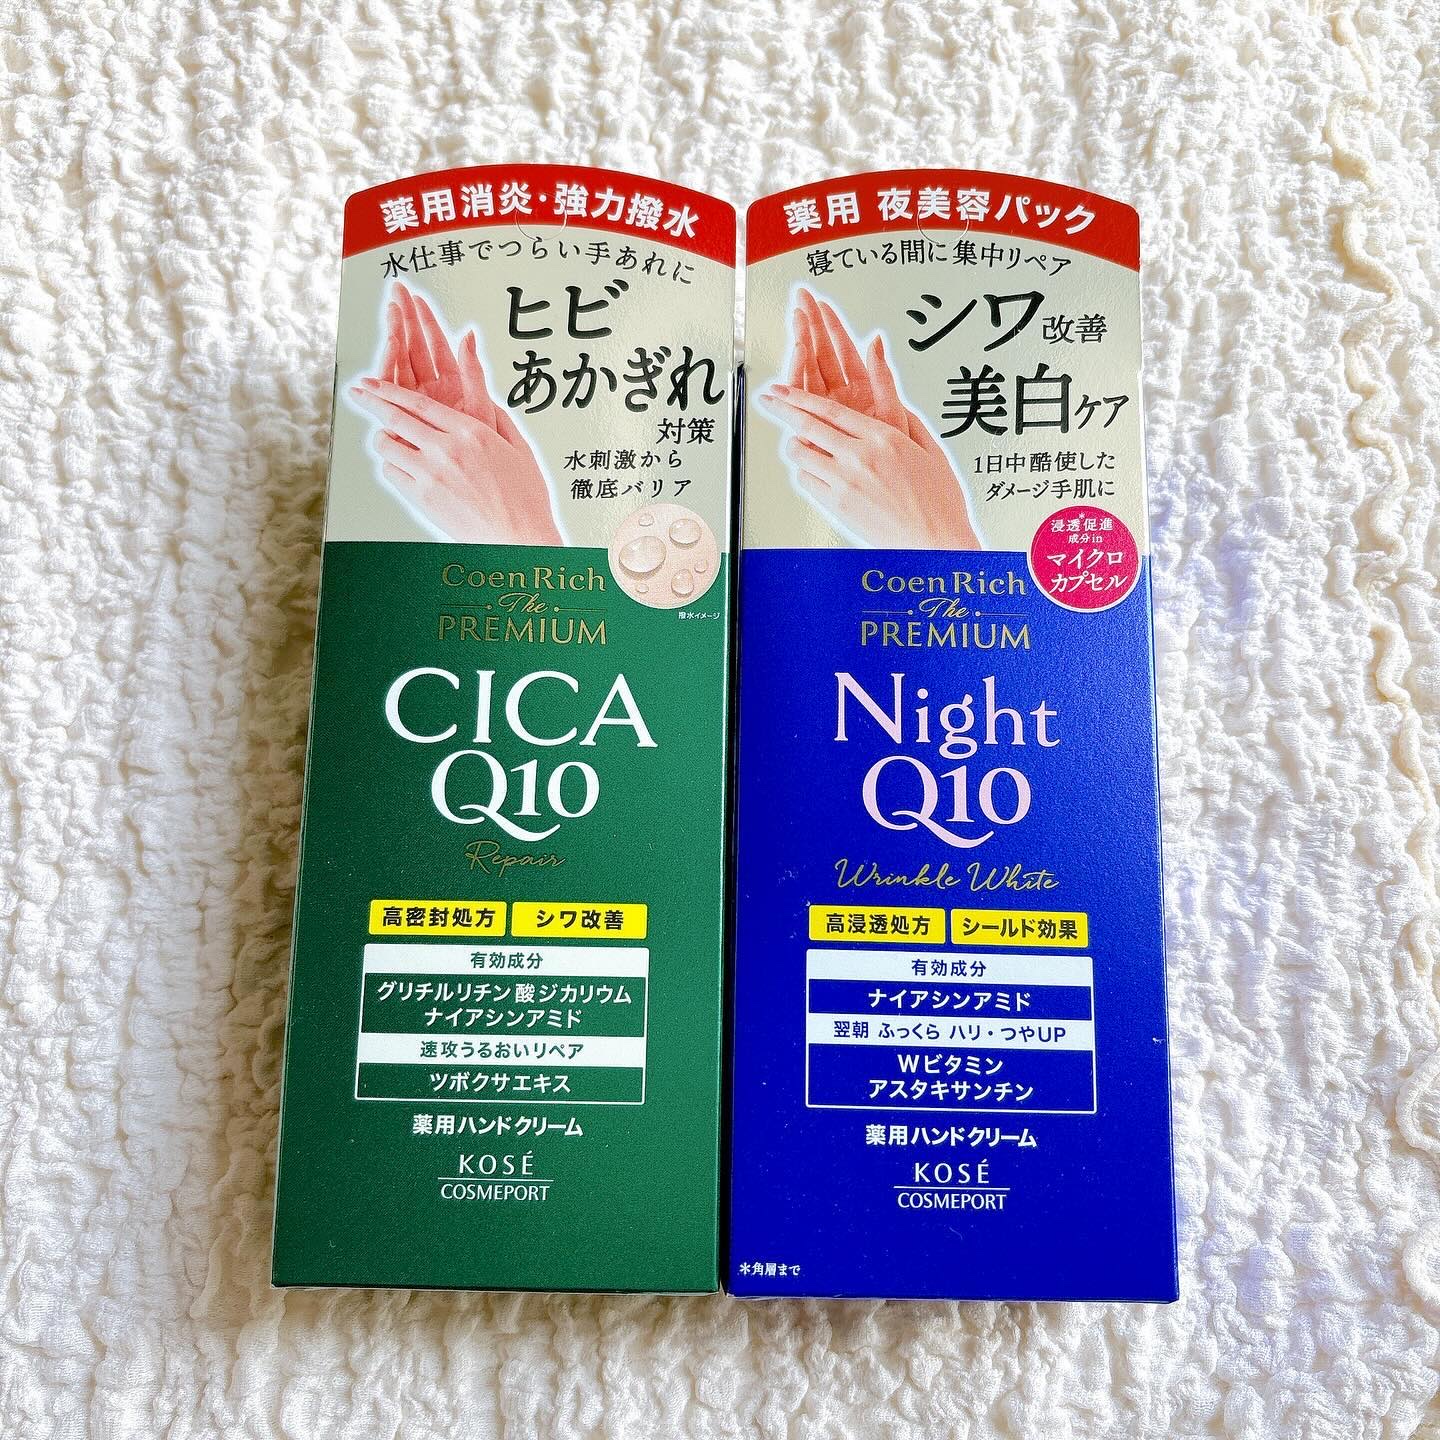 薬用消炎・強力撥水
水仕事でつらい手あれに
ヒビ
あかぎれ
対策
水刺激から
徹底バリア
撥水イメージ
Coen Rich
The
PREMIUM
CICA
Q10
Repair
高密封処方 シワ改善
有効成分
グリチルリチン酸ジカリウム
ナイアシンアミド
速攻うるおいリペア
ツボクサエキス
薬用ハンドクリーム
KOSÉ
COSMEPORT
薬用 夜美容パック
寝ている間に集中リペア
シワ改善
美白ケア
1日中酷使した
ダメージ手肌に
浸透促進*
成分in
マイクロ
カプセル
Coen Rich
The
PREMIUM
Night
Q10
Wrinkle White
高浸透処方 シールド効果
有効成分
ナイアシンアミド
翌朝 ふっくら ハリ・つやUP
Wビタミン
アスタキサンチン
薬用ハンドクリーム
KOSÉ
COSMEPORT
*角層まで